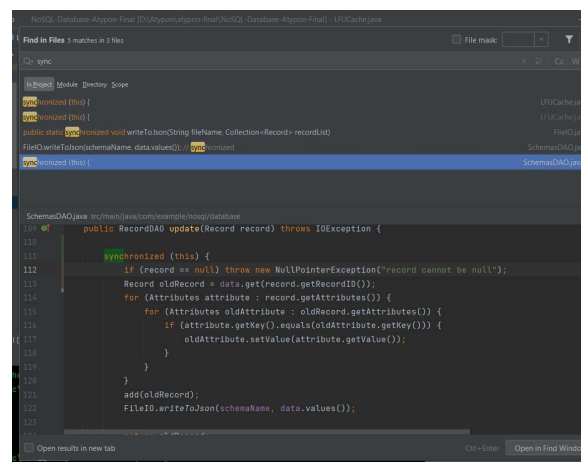 NoSQL-Database-Atypon-Final [D:\Atypon\atypon-final\NoSQL-Database-Atypon-Final] - LFUCache.java
Find in Files 5 matches in 3 files File mask:
sync Cc W
In Project Module Directory Scope
synchronized (this) { LFUCache.ja
synchronized (this) { LFUCache.ja
public static synchronized void writeToJson(String fileName, Collection<Record> recordList) FileIO.ja
FileIO.writeToJson(schemaName, data.values()); // synchronized SchemasDAO.ja
synchronized (this) { SchemasDAO.java
SchemasDAO.java src/main/java/com/example/nosql/database
109 public RecordDAO update(Record record) throws IOException {
110
111 synchronized (this) {
112 if (record == null) throw new NullPointerException("record cannot be null");
113 Record oldRecord = data.get(record.getRecordID());
114 for (Attributes attribute : record.getAttributes()) {
115 for (Attributes oldAttribute : oldRecord.getAttributes()) {
116 if (attribute.getKey().equals(oldAttribute.getKey())) {
117 oldAttribute.setValue(attribute.getValue());
118 }
119 }
120 }
121 add(oldRecord);
122 FileIO.writeToJson(schemaName, data.values());
123
Open results in new tab Ctrl+Enter Open in Find Windo